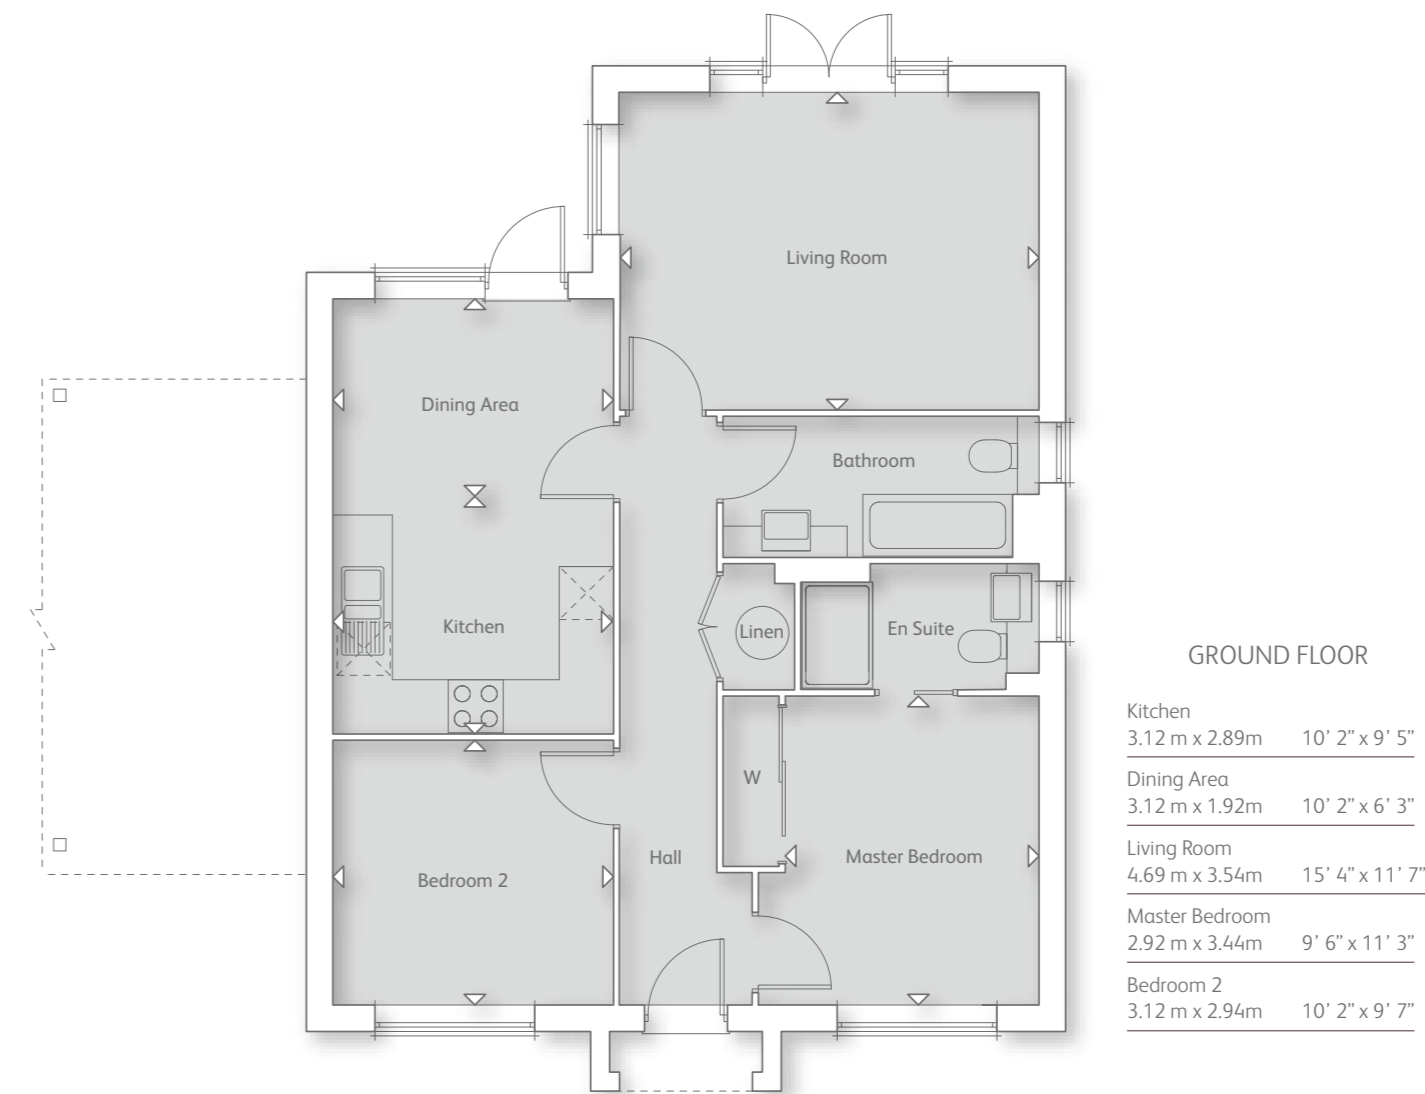 Living Room
Dining Area
Bathroom
Kitchen
Linen
En Suite
W
Hall
Master Bedroom
Bedroom 2
GROUND FLOOR
Kitchen
3.12 m x 2.89m 10’ 2” x 9’ 5”
Dining Area
3.12 m x 1.92m 10’ 2” x 6’ 3”
Living Room
4.69 m x 3.54m 15’ 4” x 11’ 7”
Master Bedroom
2.92 m x 3.44m 9’ 6” x 11’ 3”
Bedroom 2
3.12 m x 2.94m 10’ 2” x 9’ 7”